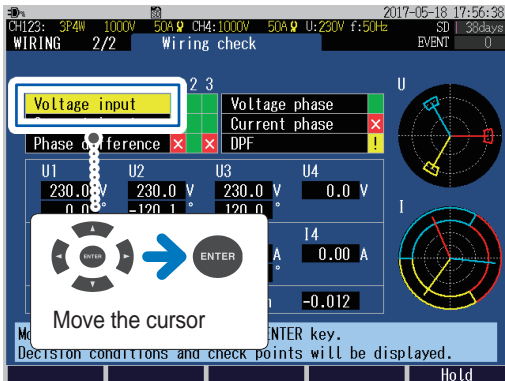 2017-05-18 17:56:38
CH123: 3P4W 1000V 50A CH4:1000V 50A U:230V f:50Hz SD 38days
WIRING 2/2 Wiring check EVENT 0
2 3 U
Voltage input Voltage phase
Current phase
Phase difference DPF !
U1 U2 U3 U4
230.0 V 230.0 V 230.0 V 0.0 V
0.0 ° -120.1 ° 120.0 °
I
I4
A 0.00 A
°
ENTER ENTER
-0.012
Move the cursor
ENTER key.
Decision conditions and check points will be displayed.
Hold